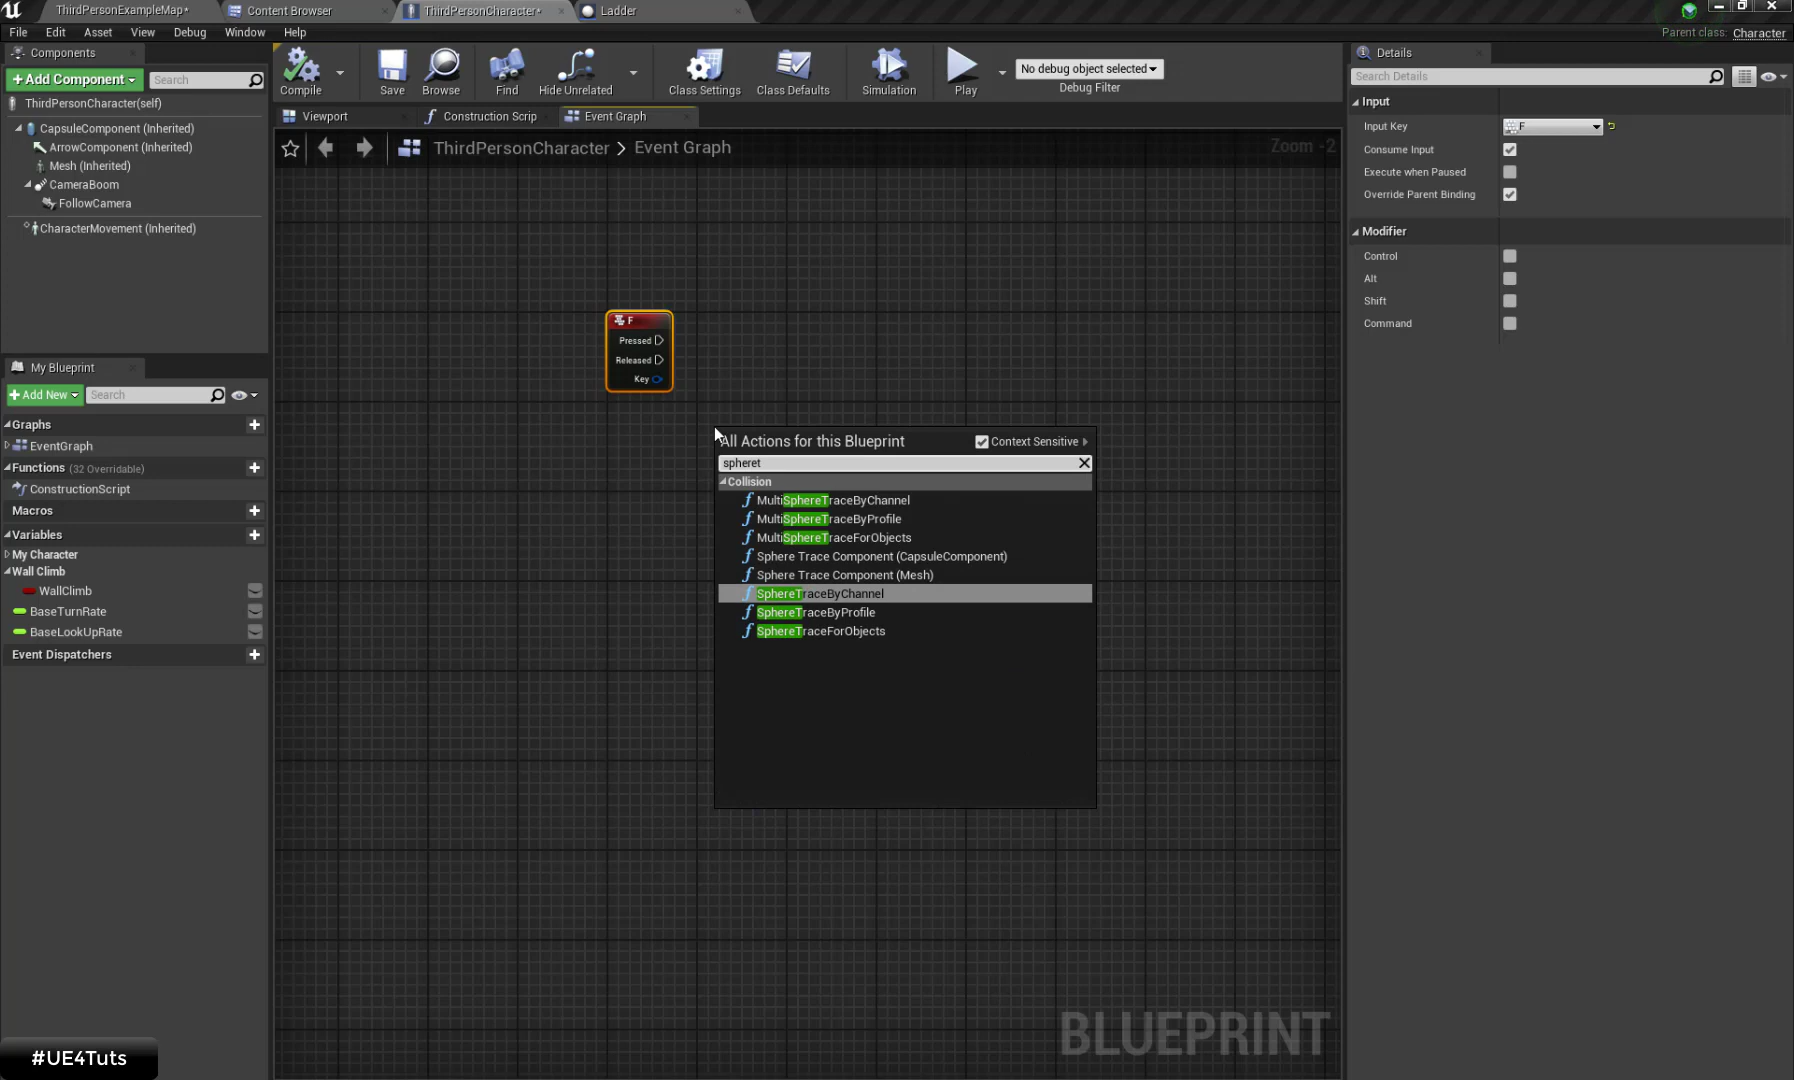 ThirdPersonExampleMap*
Content Browser
ThirdPersonCharacter*
Ladder
File Edit Asset View Debug Window Help
Parent class: Character
Components
+Add Component
Search
ThirdPersonCharacter(self)
CapsuleComponent (Inherited)
ArrowComponent (Inherited)
Mesh (Inherited)
CameraBoom
FollowCamera
CharacterMovement (Inherited)
Compile
Save
Browse
Find
Hide Unrelated
Class Settings
Class Defaults
Simulation
Play
No debug object selected
Debug Filter
Viewport
Construction Scrip
Event Graph
ThirdPersonCharacter > Event Graph
Zoom -2
F
Pressed
Released
Key
All Actions for this Blueprint
Context Sensitive
spheret
Collision
MultiSphereTraceByChannel
MultiSphereTraceByProfile
MultiSphereTraceForObjects
Sphere Trace Component (CapsuleComponent)
Sphere Trace Component (Mesh)
SphereTraceByChannel
SphereTraceByProfile
SphereTraceForObjects
BLUEPRINT
My Blueprint
+Add New
Search
Graphs
EventGraph
Functions (32 Overridable)
ConstructionScript
Macros
Variables
My Character
Wall Climb
WallClimb
BaseTurnRate
BaseLookUpRate
Event Dispatchers
#UE4Tuts
Details
Search Details
Input
Input Key
F
Consume Input
Execute when Paused
Override Parent Binding
Modifier
Control
Alt
Shift
Command